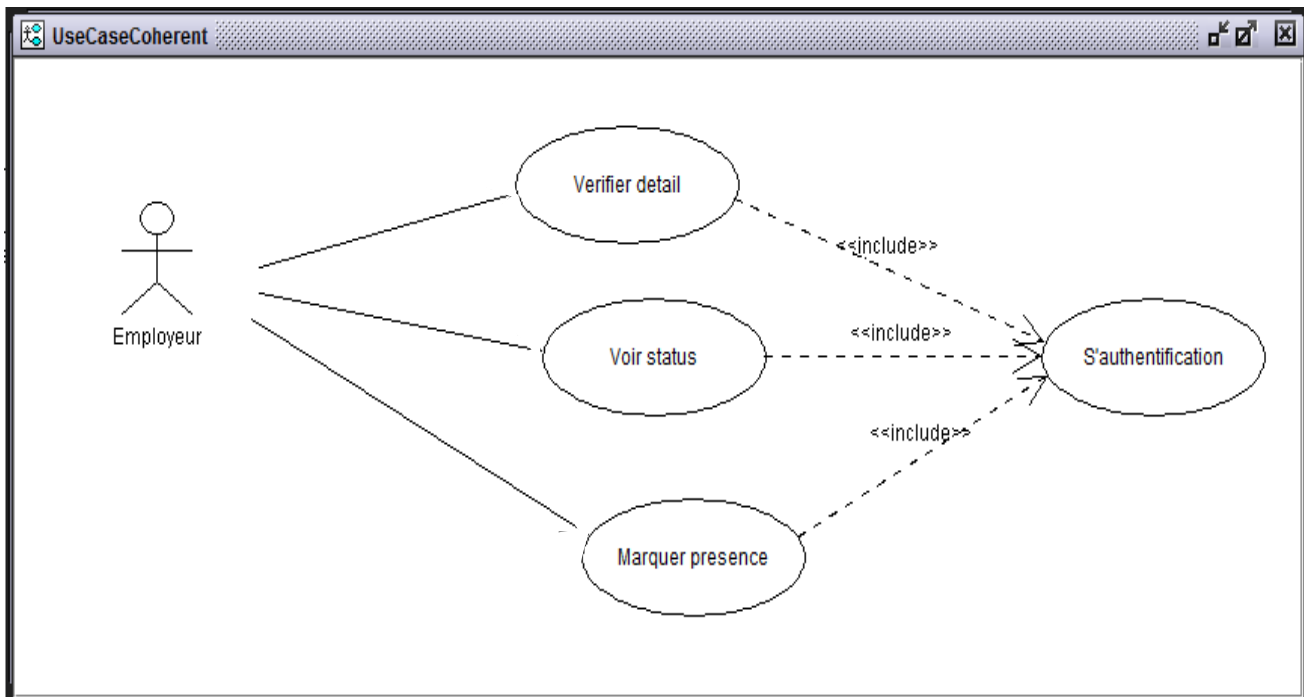 UseCaseCoherent
Verifier detail
<<include>>
Employeur
<<include>>
Voir status
S'authentification
<<include>>
Marquer presence